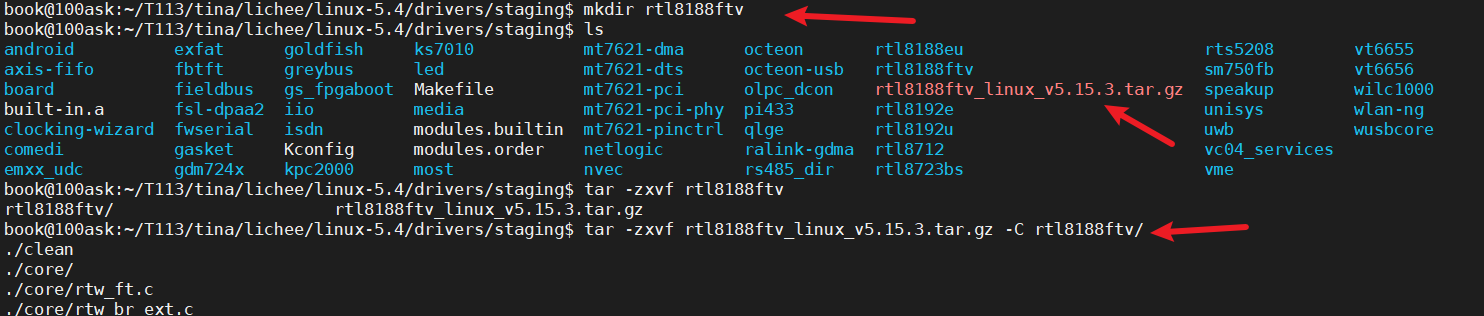 book@100ask:~/T113/tina/lichee/linux-5.4/drivers/staging$ mkdir rtl8188ftv
book@100ask:~/T113/tina/lichee/linux-5.4/drivers/staging$ ls
android exfat goldfish ks7010 mt7621-dma octeon rtl8188eu rts5208 vt6655
axis-fifo fbtft greybus led mt7621-dts octeon-usb rtl8188ftv sm750fb vt6656
board fieldbus gs_fpgaboot Makefile mt7621-pci olpc_dcon rtl8188ftv_linux_v5.15.3.tar.gz speakup wilc1000
built-in.a fsl-dpaa2 iio media mt7621-pci-phy pi433 rtl8192e unisys wlan-ng
clocking-wizard fwserial isdn modules.builtin mt7621-pinctrl qlge rtl8192u uwb wusbcore
comedi gasket Kconfig modules.order netlogic ralink-gdma rtl8712 vc04_services
emxx_udc gdm724x kpc2000 most nvec rs485_dir rtl8723bs vme
book@100ask:~/T113/tina/lichee/linux-5.4/drivers/staging$ tar -zxvf rtl8188ftv
rtl8188ftv/ rtl8188ftv_linux_v5.15.3.tar.gz
book@100ask:~/T113/tina/lichee/linux-5.4/drivers/staging$ tar -zxvf rtl8188ftv_linux_v5.15.3.tar.gz -C rtl8188ftv/
./clean
./core/
./core/rtw_ft.c
./core/rtw_br_ext.c